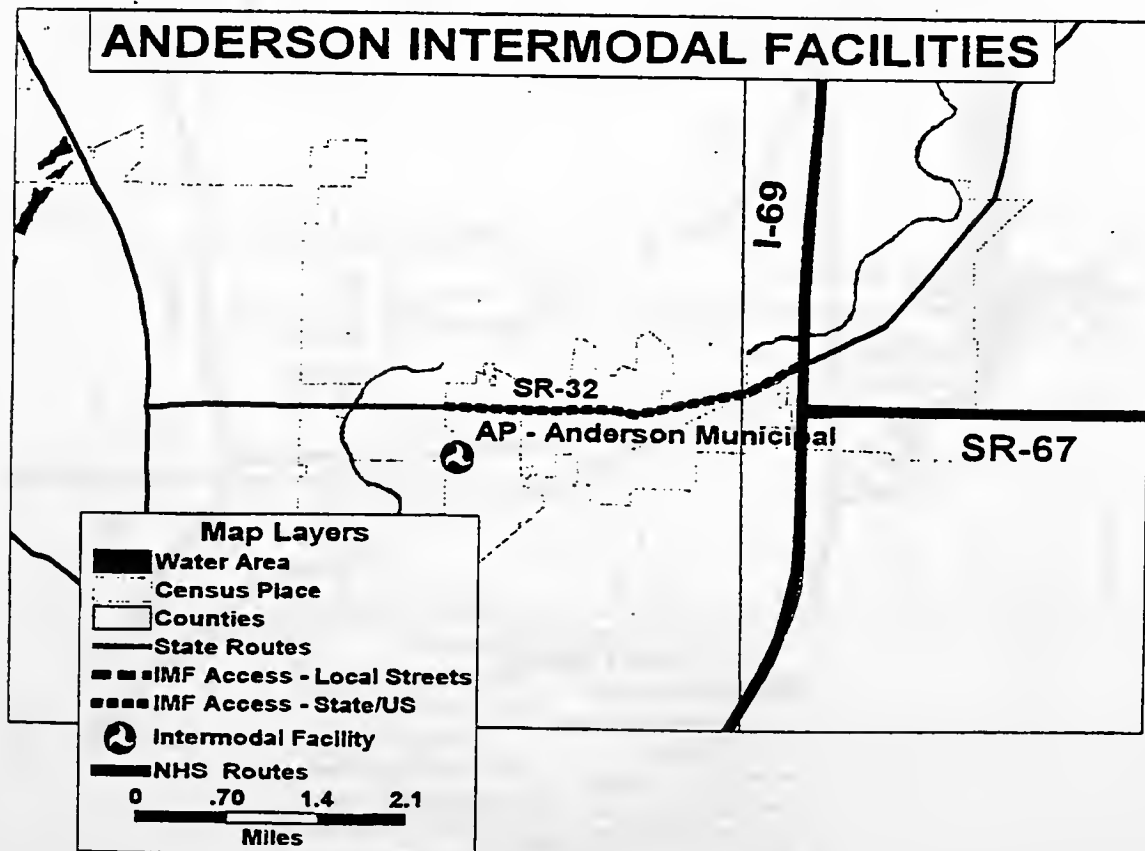 ANDERSON INTERMODAL FACILITIES
I-69
SR-32
AP - Anderson Municipal
SR-67
Map Layers
Water Area
Census Place
Counties
State Routes
IMF Access - Local Streets
IMF Access - State/US
Intermodal Facility
NHS Routes
0 .70 1.4 2.1
Miles